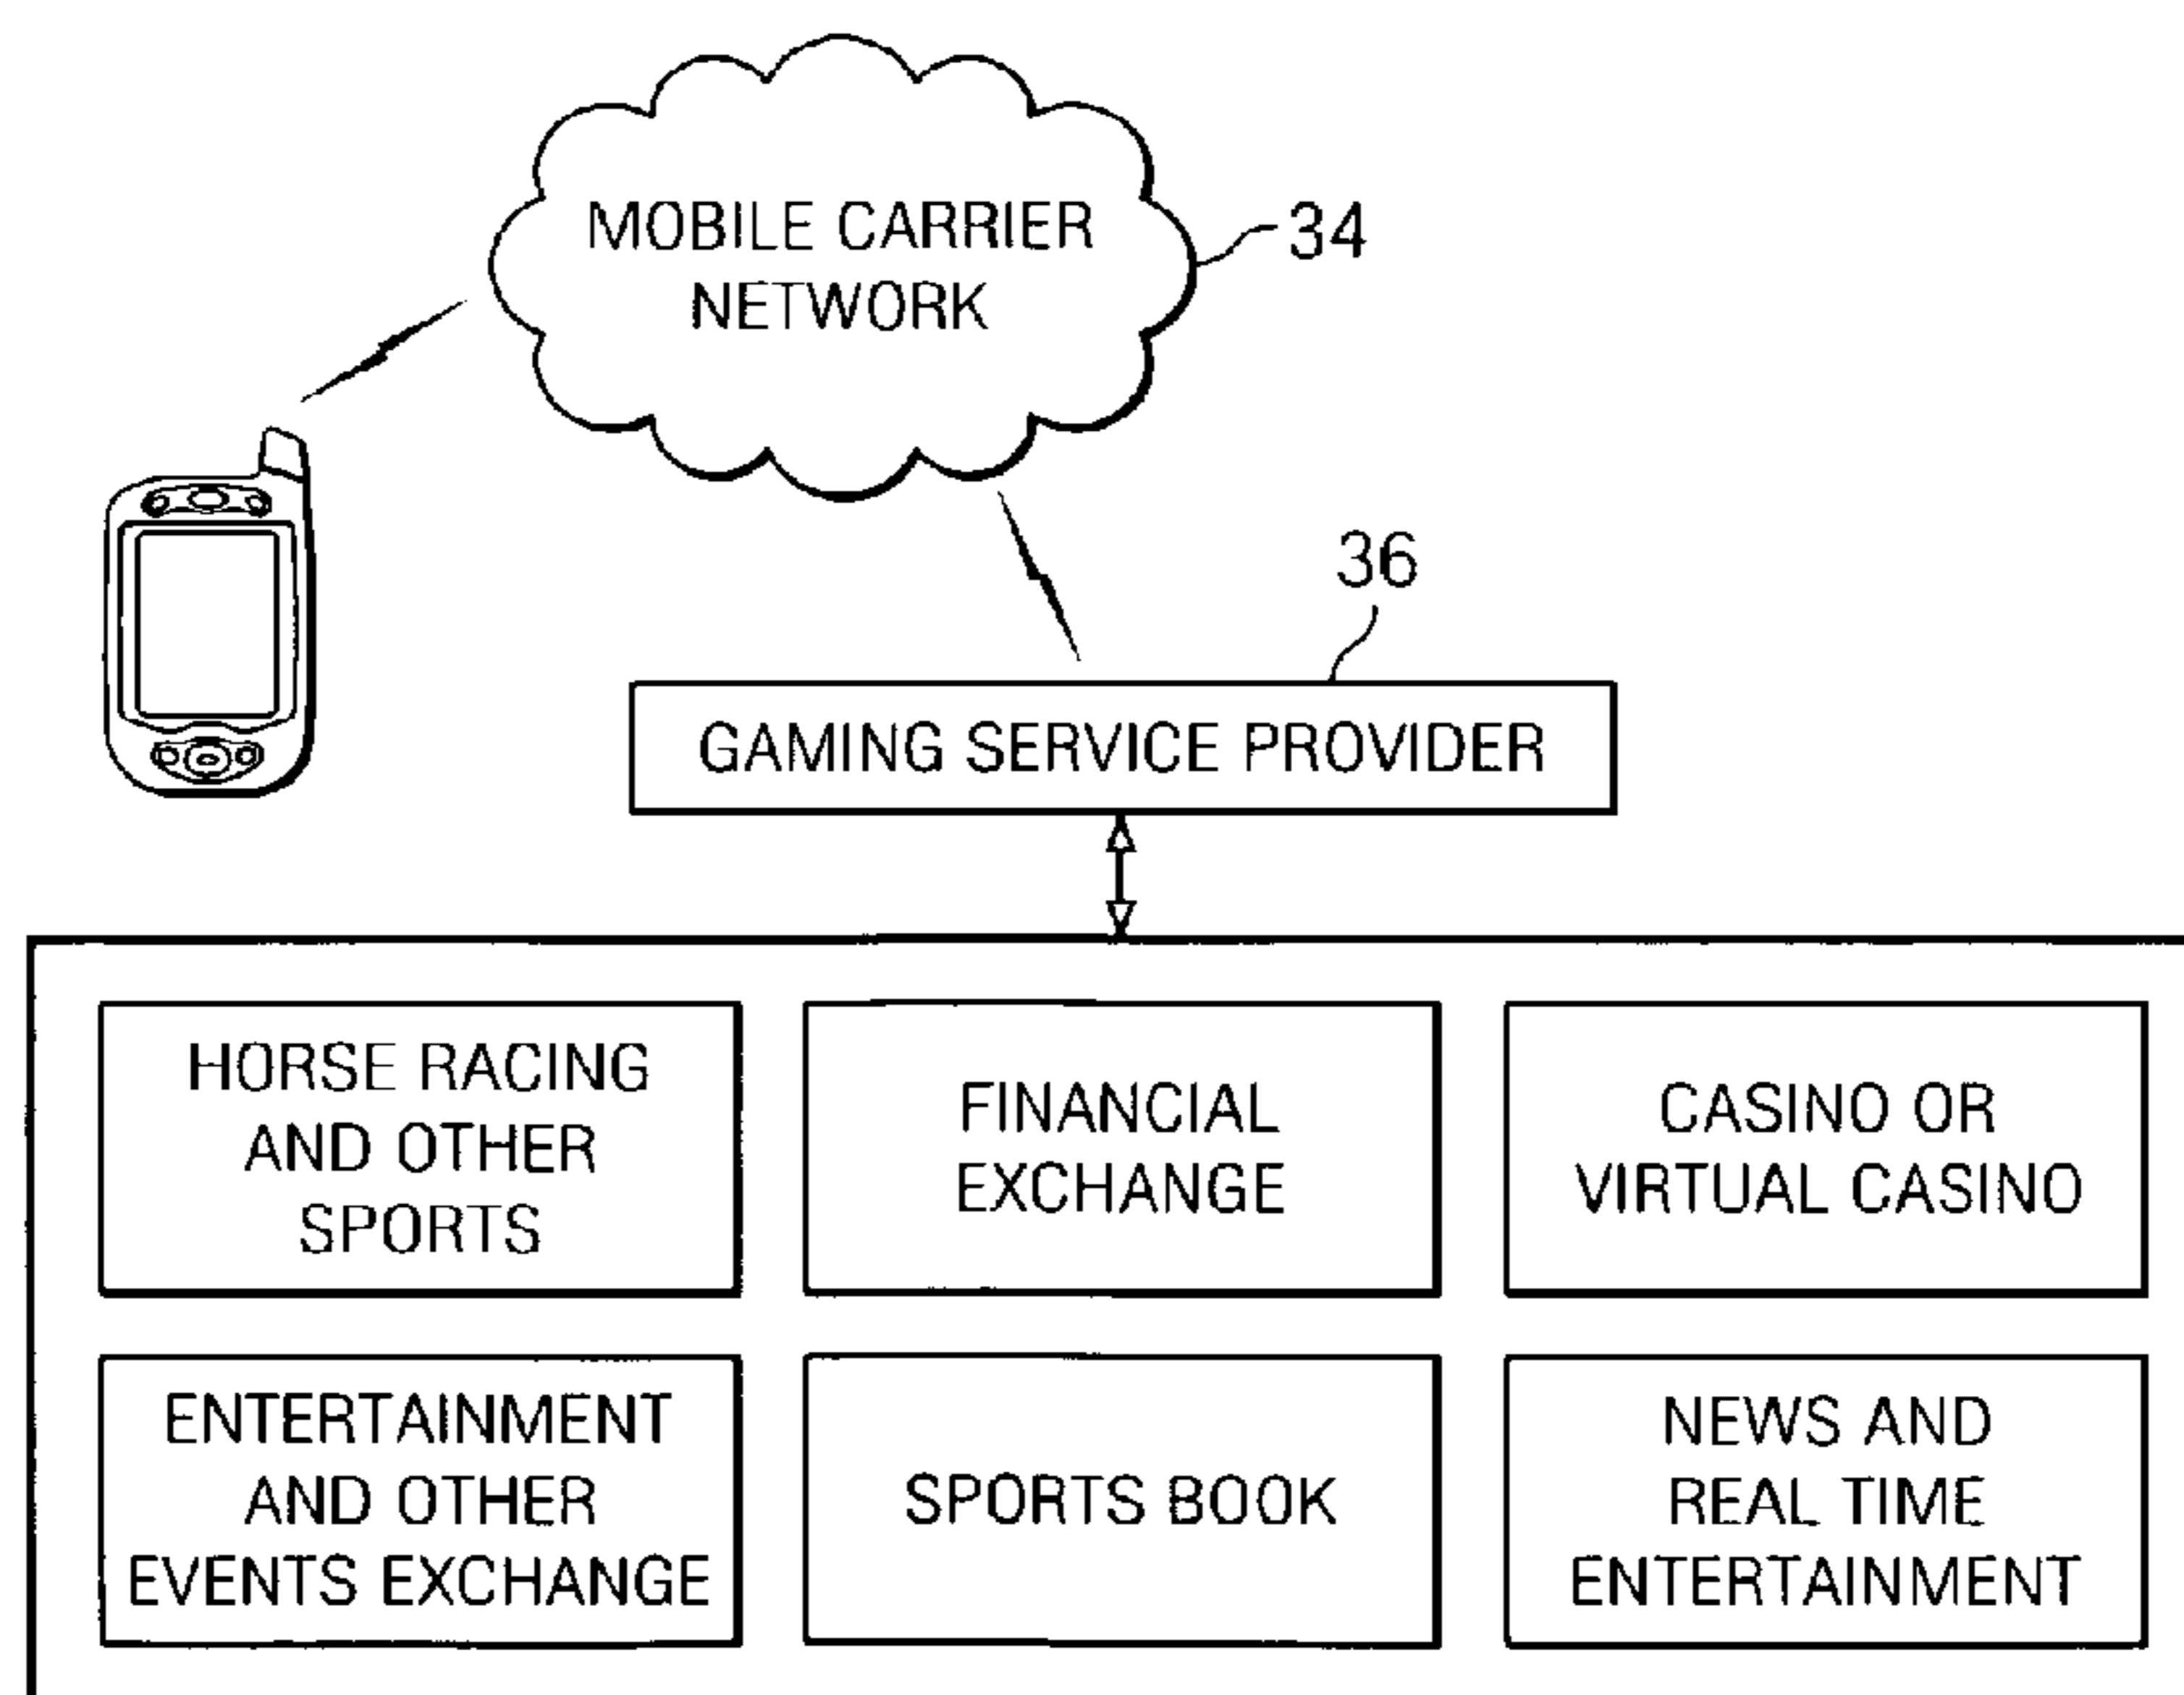 MOBILE CARRIER
NETWORK
34
36
GAMING SERVICE PROVIDER
HORSE RACING
AND OTHER
SPORTS
FINANCIAL
EXCHANGE
CASINO OR
VIRTUAL CASINO
ENTERTAINMENT
AND OTHER
EVENTS EXCHANGE
SPORTS BOOK
NEWS AND
REAL TIME
ENTERTAINMENT